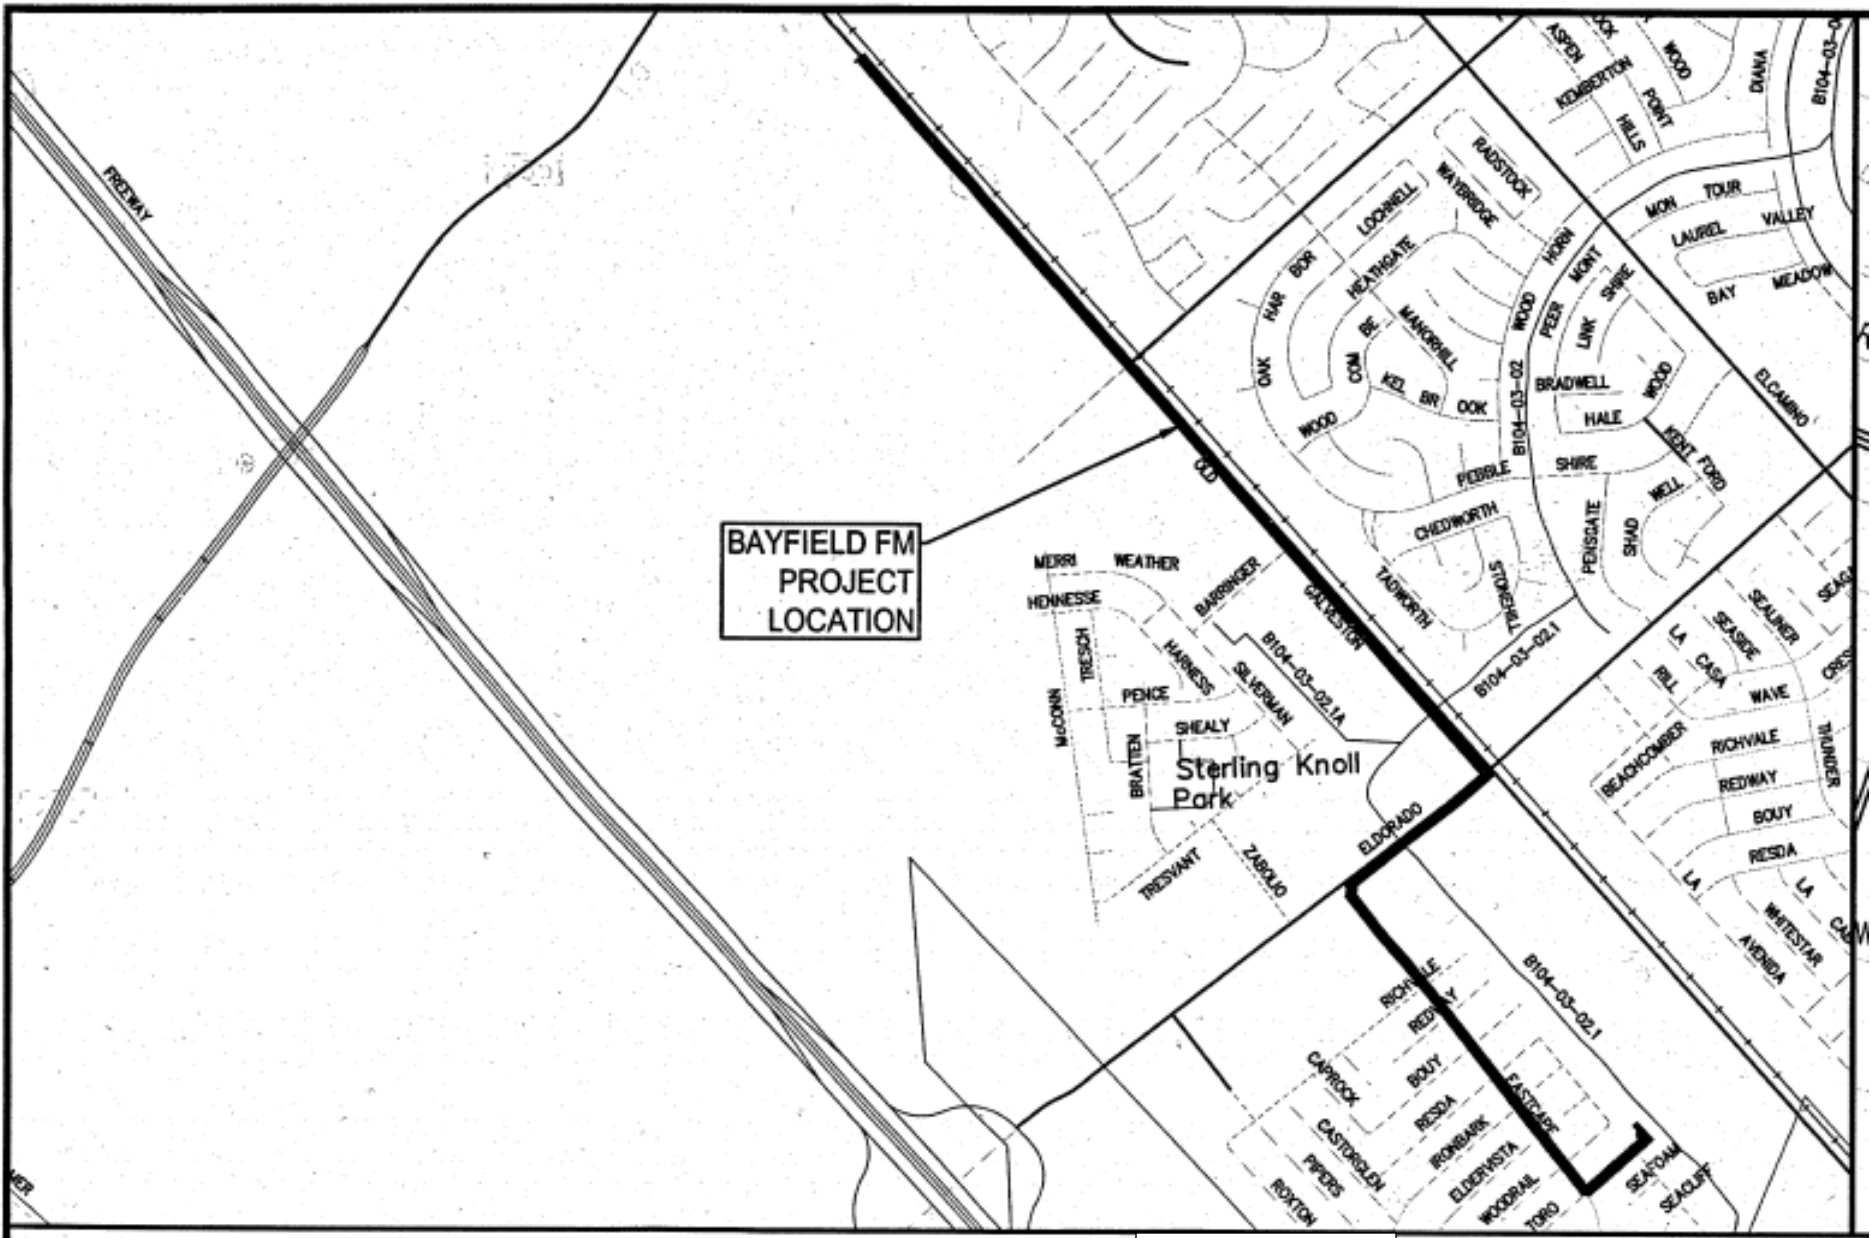 FREEWAY
BAYFIELD FM
PROJECT
LOCATION
OLD
GALVESTON
ASPEN
WOOD
KEMBERTON
HILLS
POINT
DIANA
RADSTOCK
WAYBRIDGE
LOCHNELL
HEATHGATE
HAR BOR
OAK
WOOD
COM BE
MANORHILL
KEL BR OOK
HORN
WOOD
PEER MONT
LINK SHIRE
BRADWELL
HALE WOOD
B104-03-02
MON TOUR
LAUREL VALLEY
BAY MEADOW
ELCAMINO
KENT FORD
PEBBLE SHIRE
CHEDWORTH
TADWORTH
STONEHILL
PENSGATE
SHAD WELL
B104-03-02.1
MERRI WEATHER
HENNESSE
BARRINGER
TRESCH
HARNESS
SILVERMAN
B104-03-02.1A
McCONN
PENCE
SHEALY
BRATTEN
Sterling Knoll
Park
TRESVANT
ZABOLIO
ELDORADO
SEALINER
SEASIDE
LA CASA
RILL
WAVE
BEACHCOMBER
RICHVALE
THUNDER
REDWAY
BOUY
RESDA
LA
LA
WHITESTAR
AVENIDA
B104-03-02.1
RICHVALE
REDWAY
CAPROCK
BOUY
RESDA
EASTCAPE
CASTORGLEN
IRONBARK
PIPERS
ELDERVISTA
ROXTON
WOODRAIL
TORO
SEAFOAM
SEACLIFF